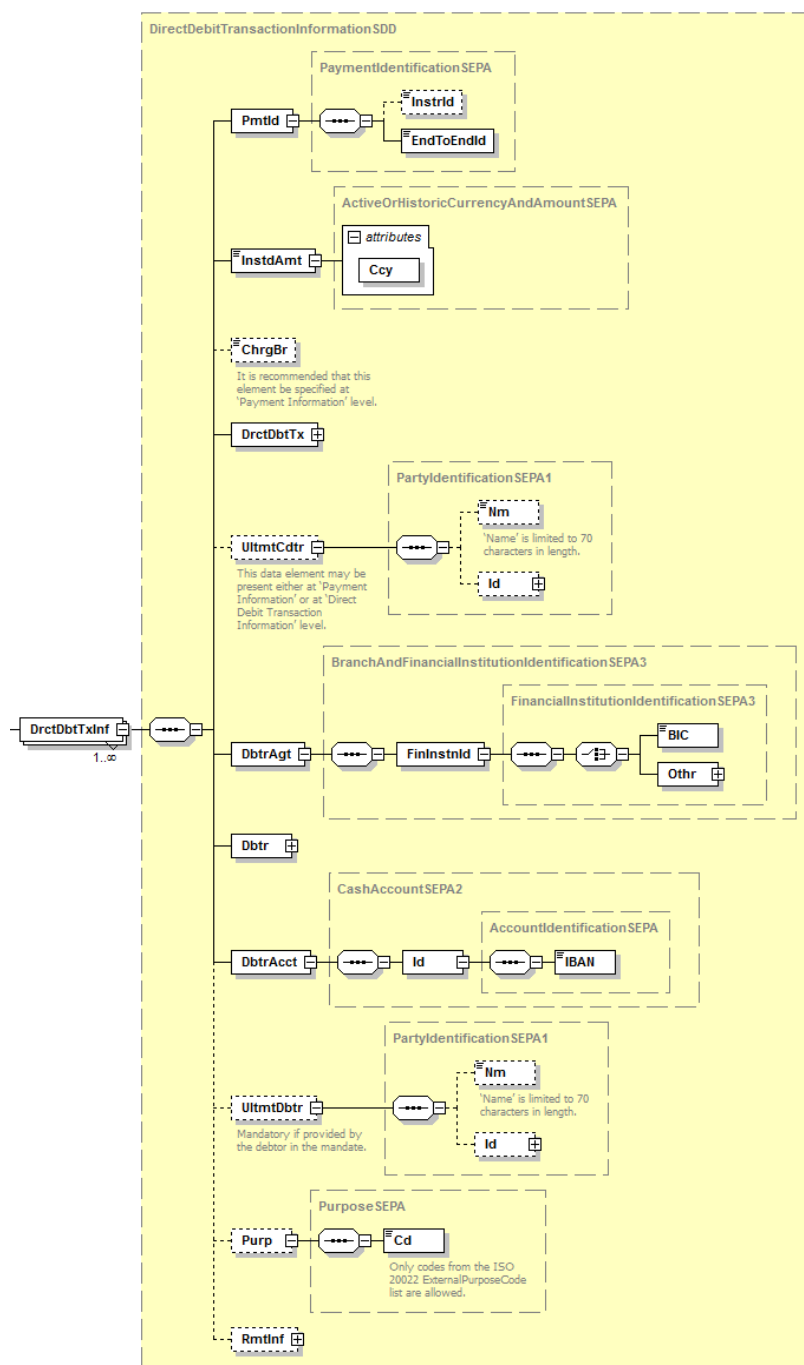 DirectDebitTransactionInformationSDD
PaymentIdentificationSEPA
InstrId
PmtId
EndToEndId
ActiveOrHistoricCurrencyAndAmountSEPA
attributes
InstdAmt
Ccy
ChrgBr
It is recommended that this
element be specified at
‘Payment Information’ level.
DrctDbtTx
PartyIdentificationSEPA1
Nm
‘Name’ is limited to 70
characters in length.
UltmtCdtr
This data element may be
present either at ‘Payment
Information’ or at ‘Direct
Debit Transaction
Information’ level.
Id
BranchAndFinancialInstitutionIdentificationSEPA3
FinancialInstitutionIdentificationSEPA3
DrctDbtTxInf
1..∞
DbtrAgt
FinInstnId
BIC
Othr
Dbtr
CashAccountSEPA2
AccountIdentificationSEPA
DbtrAcct
Id
IBAN
PartyIdentificationSEPA1
Nm
‘Name’ is limited to 70
characters in length.
UltmtDbtr
Mandatory if provided by
the debtor in the mandate.
Id
PurposeSEPA
Purp
Cd
Only codes from the ISO
20022 ExternalPurposeCode
list are allowed.
RmtInf